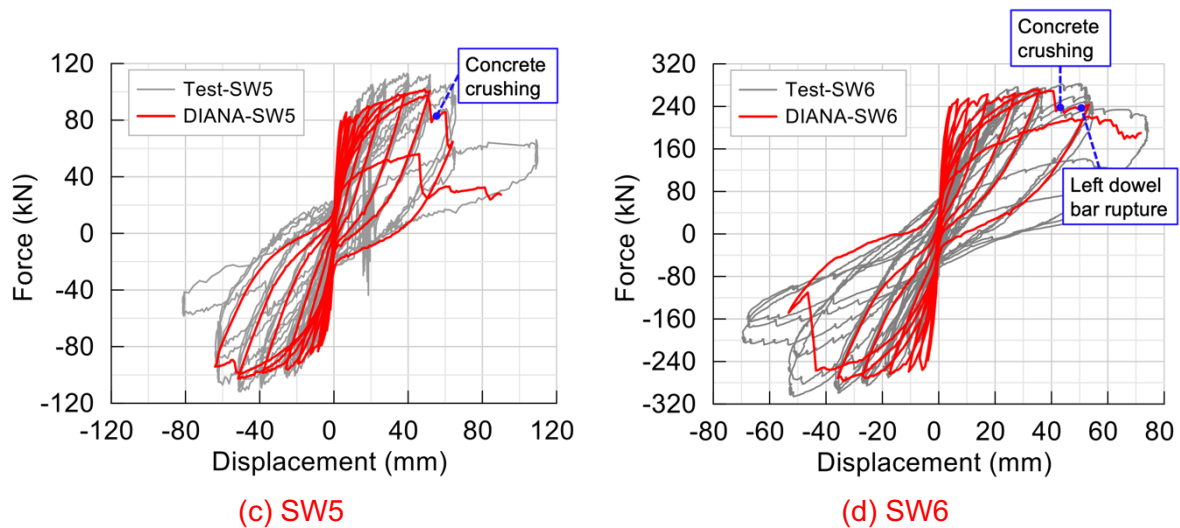 120
80
40
0
-40
-80
-120
Force (kN)
Test-SW5
DIANA-SW5
Concrete
crushing
-120 -80 -40 0 40 80 120
Displacement (mm)
(c) SW5
320
240
160
80
0
-80
-160
-240
-320
Force (kN)
Test-SW6
DIANA-SW6
Concrete
crushing
Left dowel
bar rupture
-80 -60 -40 -20 0 20 40 60 80
Displacement (mm)
(d) SW6